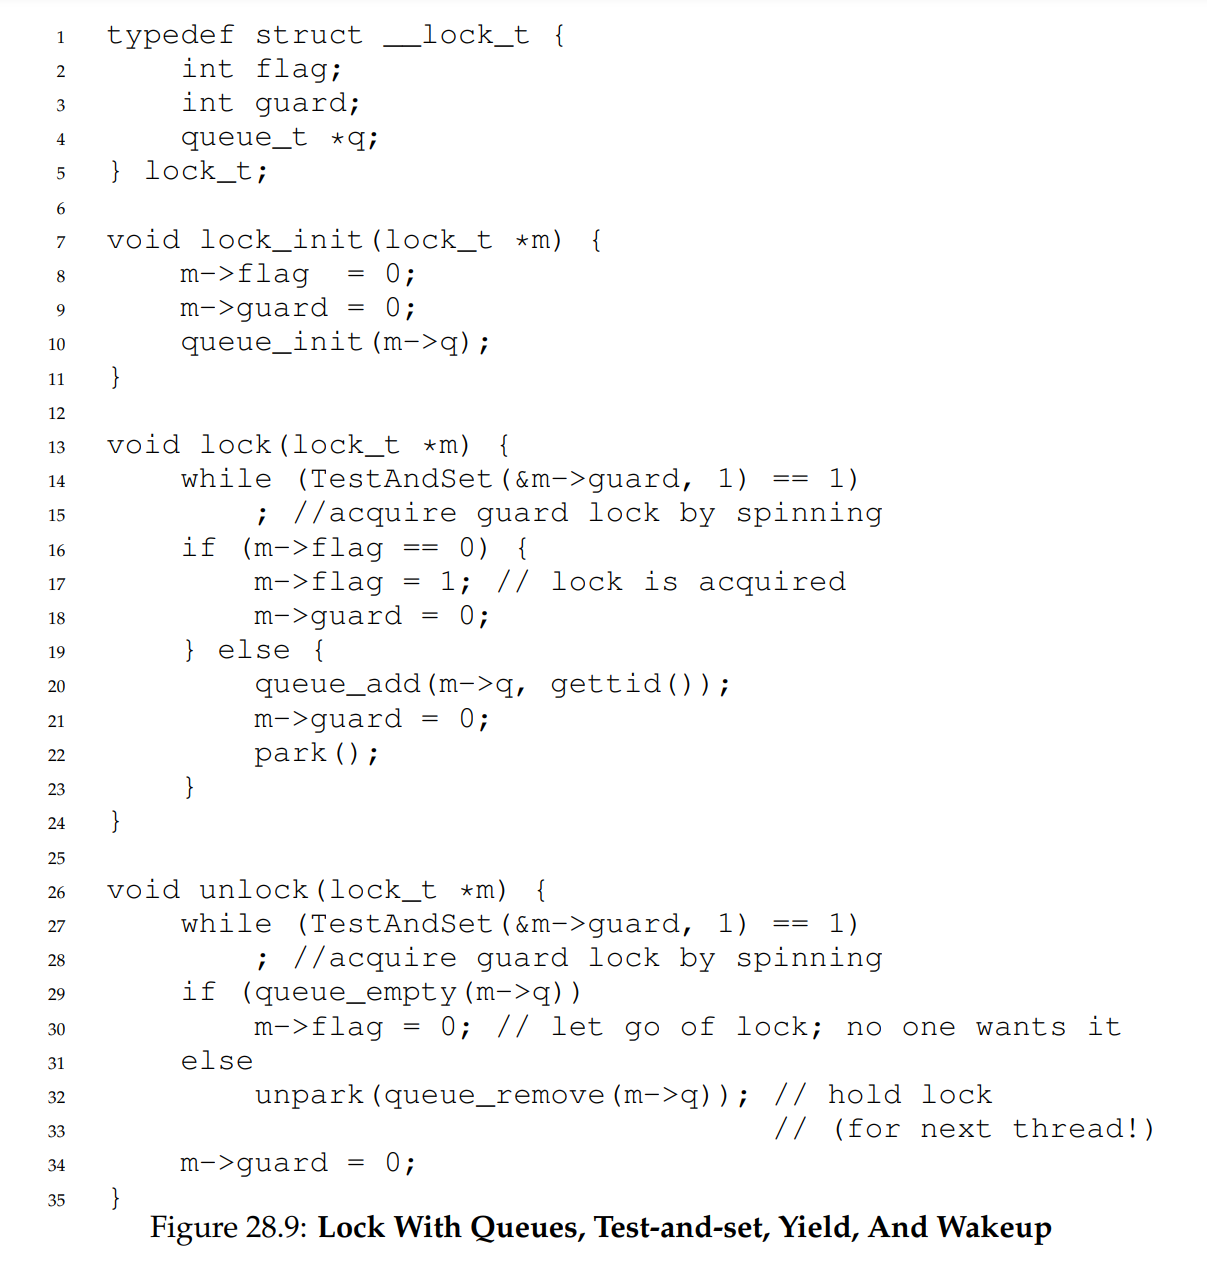 1 typedef struct __lock_t {
2 int flag;
3 int guard;
4 queue_t *q;
5 } lock_t;
6
7 void lock_init(lock_t *m) {
8 m->flag  = 0;
9 m->guard = 0;
10 queue_init(m->q);
11 }
12
13 void lock(lock_t *m) {
14 while (TestAndSet(&m->guard, 1) == 1)
15 ; //acquire guard lock by spinning
16 if (m->flag == 0) {
17 m->flag = 1; // lock is acquired
18 m->guard = 0;
19 } else {
20 queue_add(m->q, gettid());
21 m->guard = 0;
22 park();
23 }
24 }
25
26 void unlock(lock_t *m) {
27 while (TestAndSet(&m->guard, 1) == 1)
28 ; //acquire guard lock by spinning
29 if (queue_empty(m->q))
30 m->flag = 0; // let go of lock; no one wants it
31 else
32 unpark(queue_remove(m->q)); // hold lock
33 // (for next thread!)
34 m->guard = 0;
35 }
Figure 28.9: Lock With Queues, Test-and-set, Yield, And Wakeup